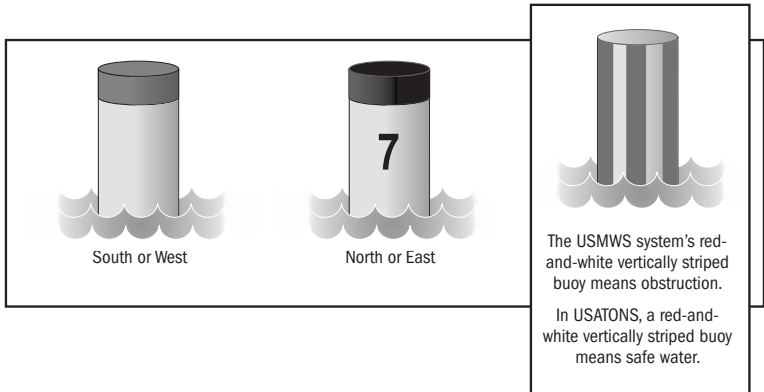 7
South or West
North or East
The USMWS system's red-
and-white vertically striped
buoy means obstruction.
In USATONS, a red-and-
white vertically striped buoy
means safe water.